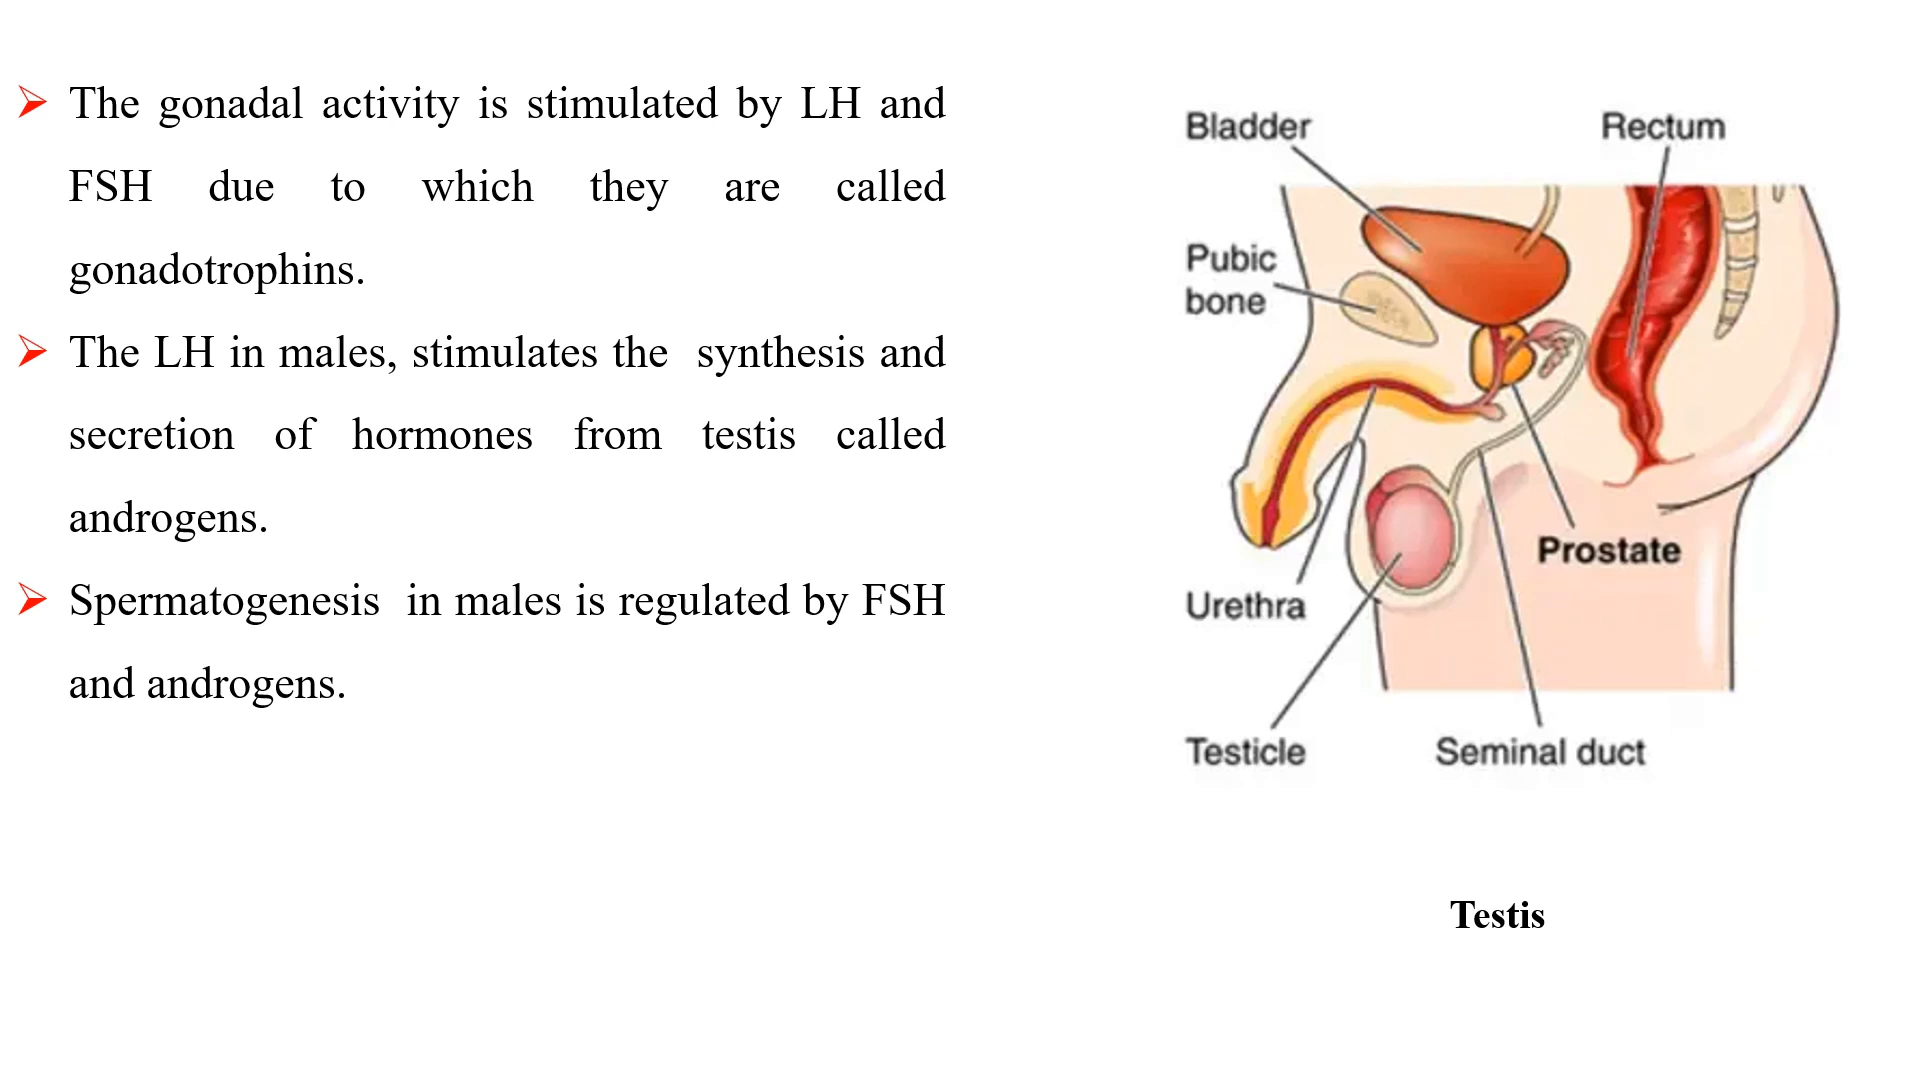 The gonadal activity is stimulated by LH and
FSH due to which they are called
gonadotrophins.
The LH in males, stimulates the synthesis and
secretion of hormones from testis called
androgens.
Spermatogenesis in males is regulated by FSH
and androgens.
Bladder
Rectum
Pubic
bone
Prostate
Urethra
Testicle
Seminal duct
Testis